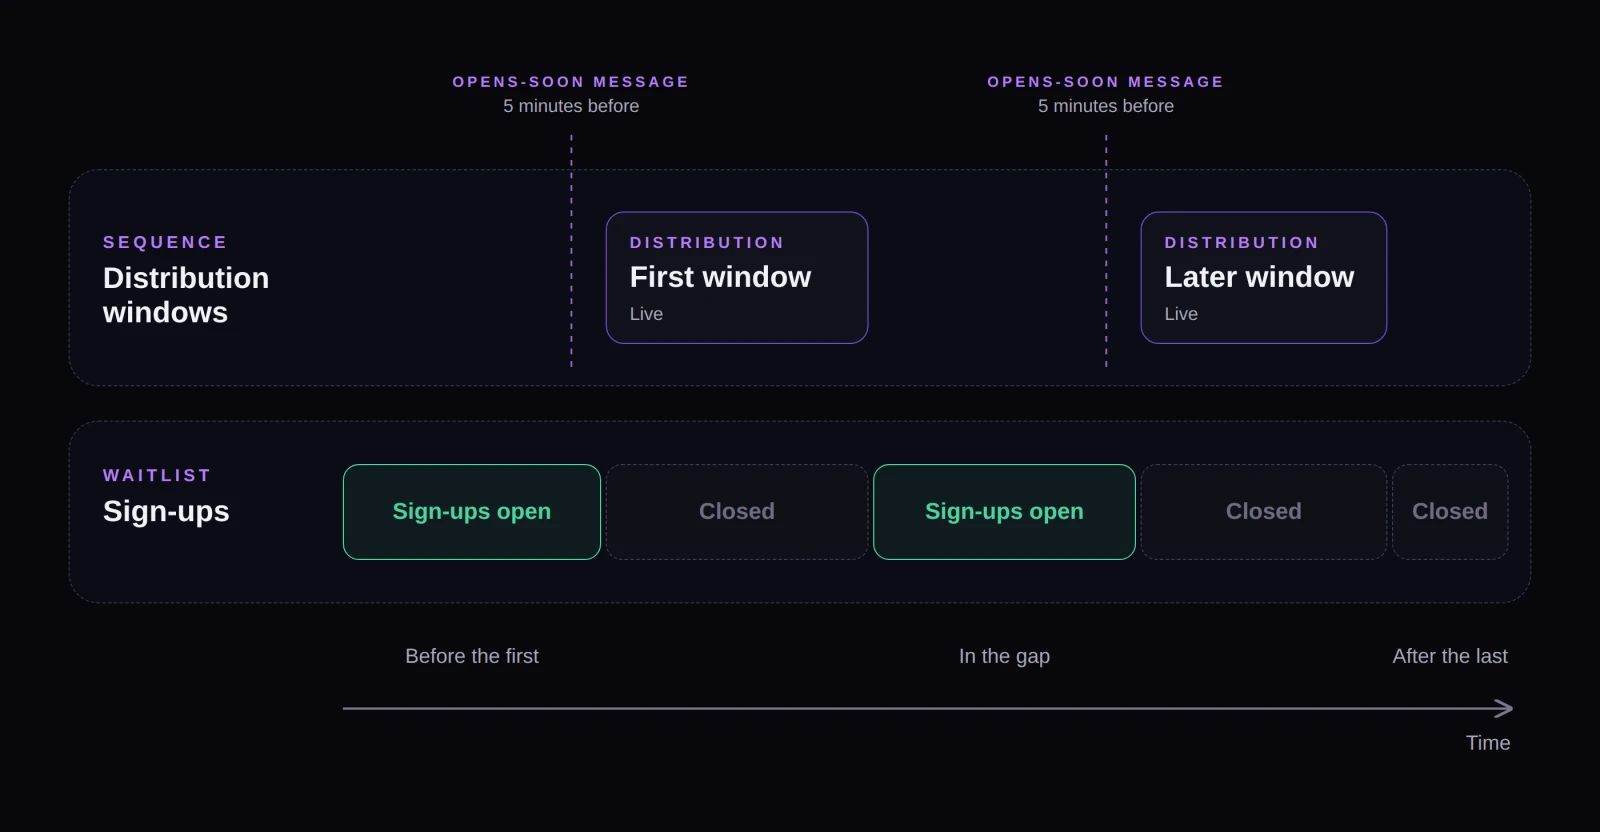 OPENS-SOON MESSAGE
5 minutes before
OPENS-SOON MESSAGE
5 minutes before
SEQUENCE
Distribution
windows
DISTRIBUTION
First window
Live
DISTRIBUTION
Later window
Live
WAITLIST
Sign-ups
Sign-ups open
Closed
Sign-ups open
Closed
Closed
Before the first
In the gap
After the last
Time